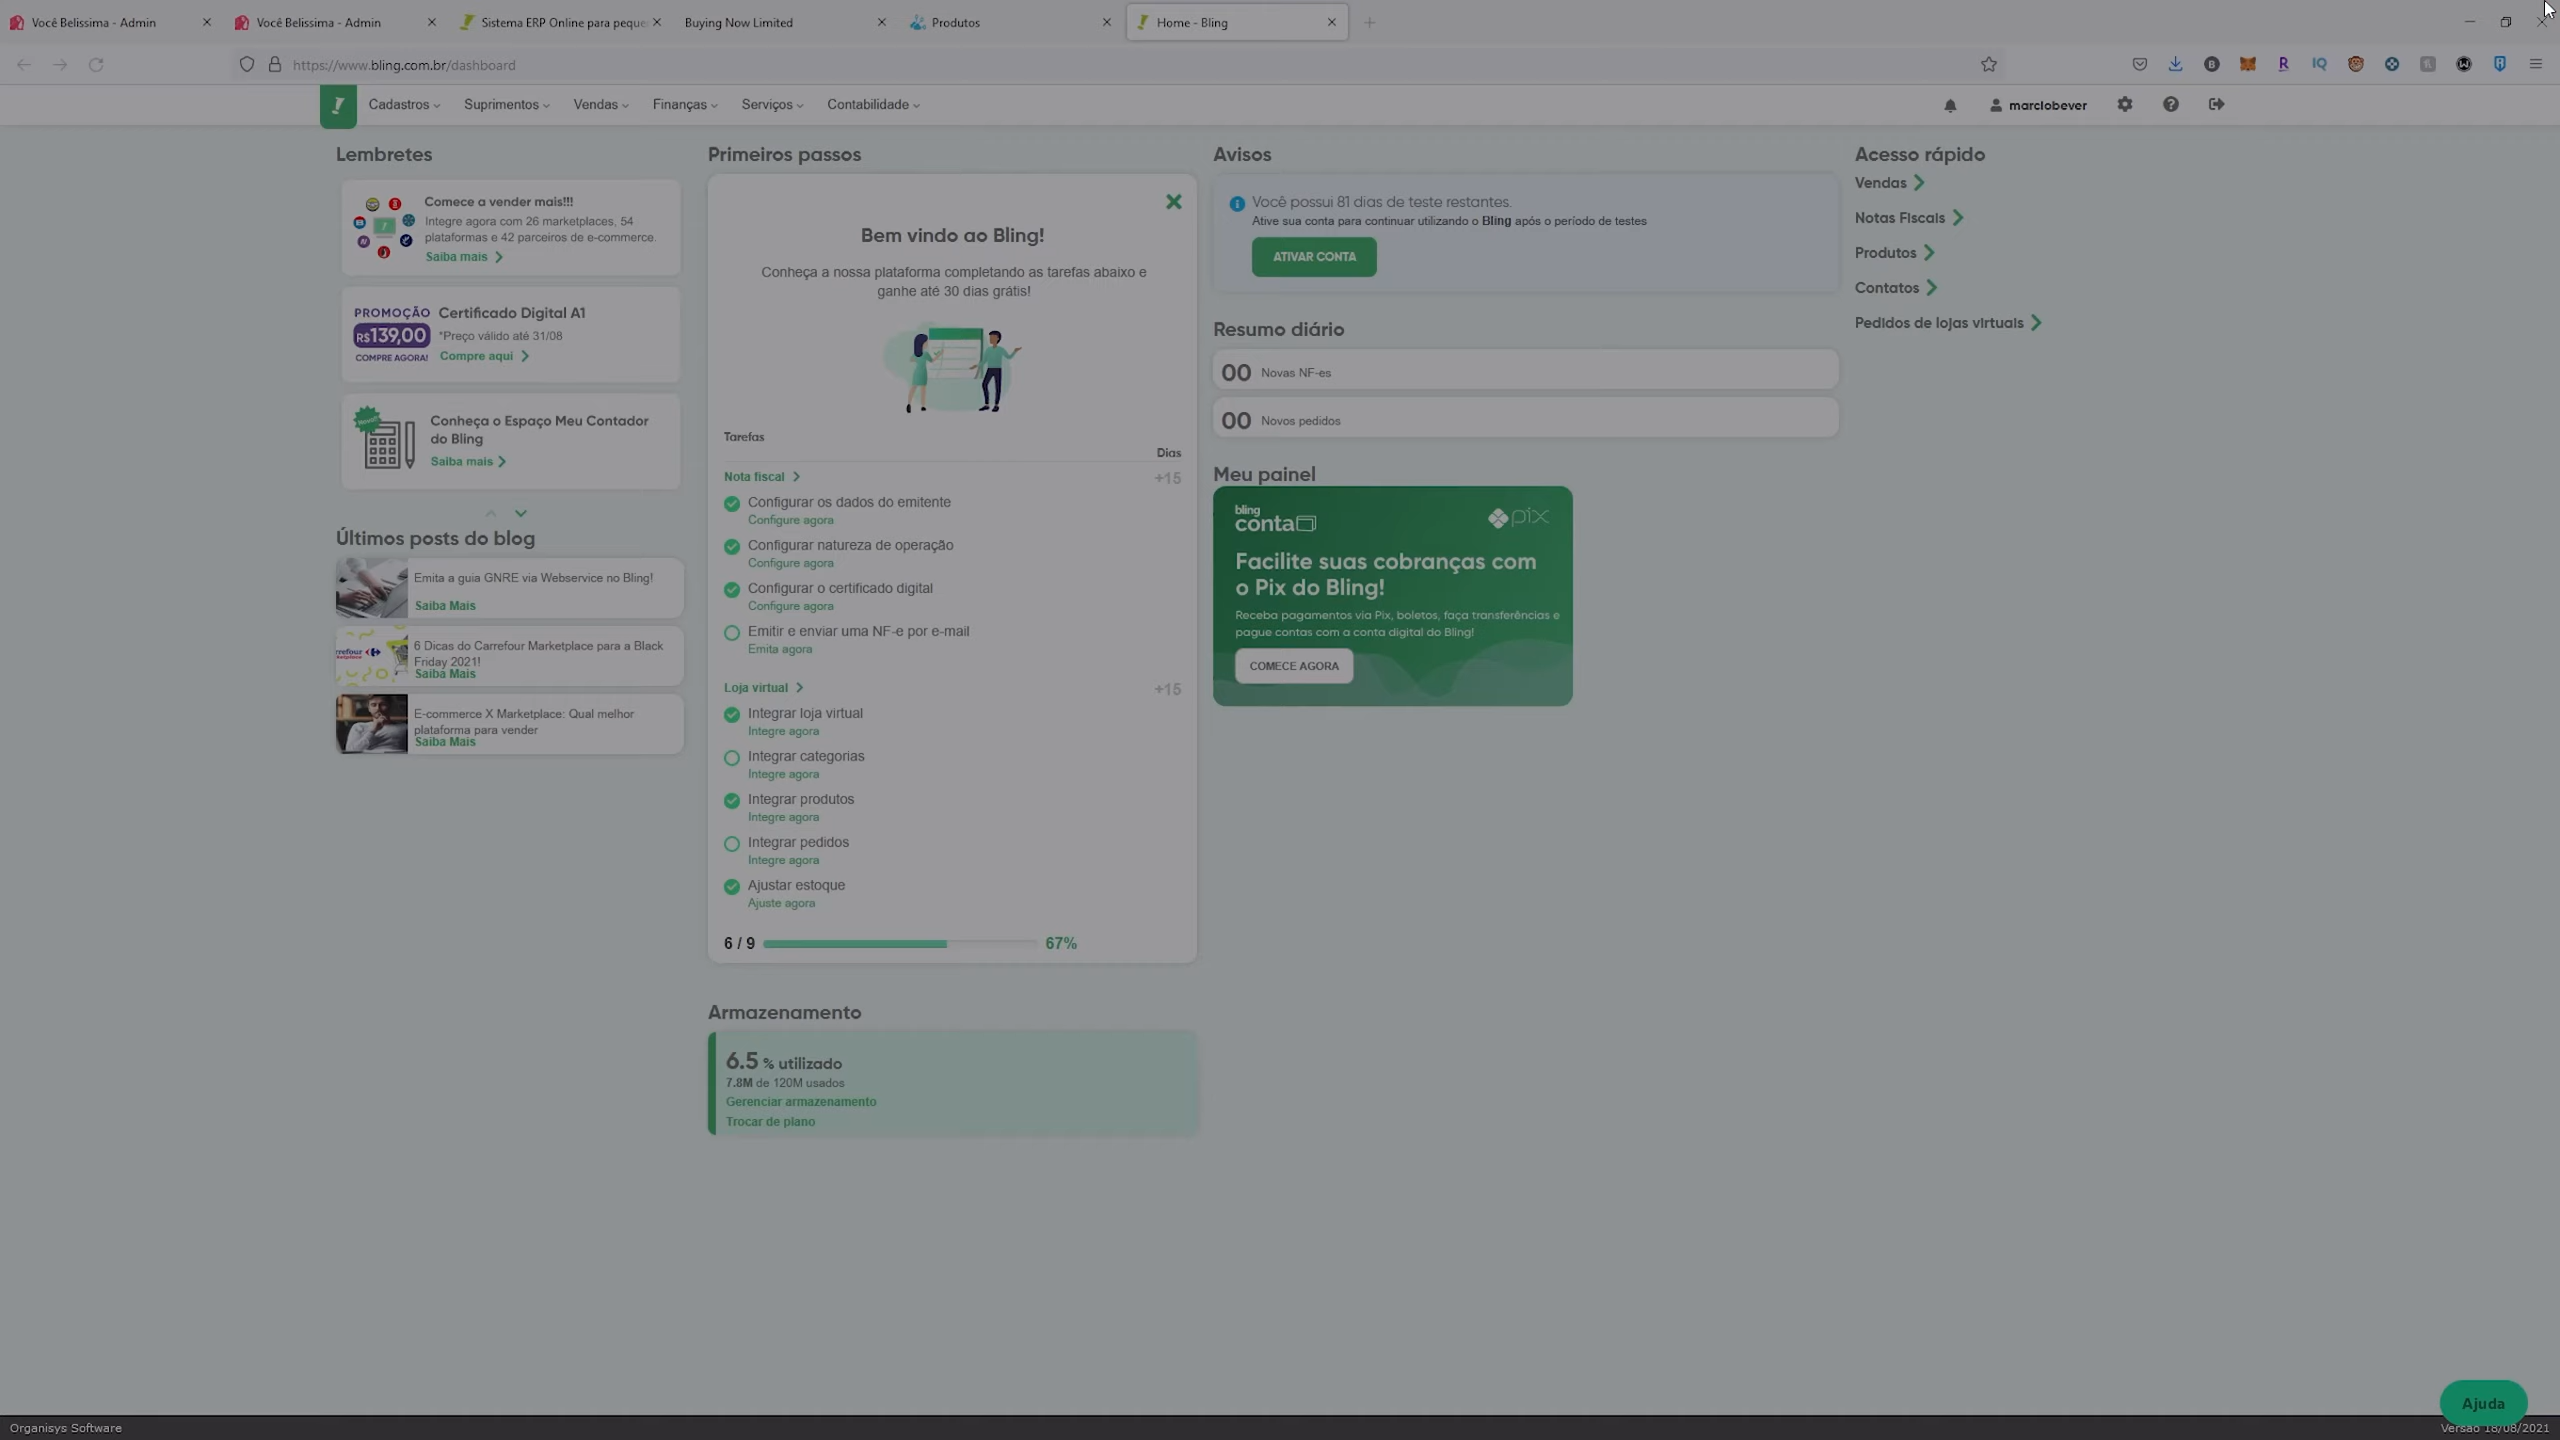 Você Belissima - Admin
Você Belissima - Admin
Sistema ERP Online para peque
Buying Now Limited
Produtos
Home - Bling
https://www.bling.com.br/dashboard
Cadastros
Suprimentos
Vendas
Finanças
Serviços
Contabilidade
marciobever
Lembretes
Comece a vender mais!!!
Integre agora com 26 marketplaces, 54
plataformas e 42 parceiros de e-commerce.
Saiba mais
PROMOÇÃO
R$139,00
COMPRE AGORA!
Certificado Digital A1
*Preço válido até 31/08
Compre aqui
Conheça o Espaço Meu Contador
do Bling
Saiba mais
Últimos posts do blog
Emita a guia GNRE via Webservice no Bling!
Saiba Mais
6 Dicas do Carrefour Marketplace para a Black
Friday 2021!
Saiba Mais
E-commerce X Marketplace: Qual melhor
plataforma para vender
Saiba Mais
Primeiros passos
Bem vindo ao Bling!
Conheça a nossa plataforma completando as tarefas abaixo e
ganhe até 30 dias grátis!
Tarefas
Dias
Nota fiscal
+15
Configurar os dados do emitente
Configure agora
Configurar natureza de operação
Configure agora
Configurar o certificado digital
Configure agora
Emitir e enviar uma NF-e por e-mail
Emita agora
Loja virtual
+15
Integrar loja virtual
Integre agora
Integrar categorias
Integre agora
Integrar produtos
Integre agora
Integrar pedidos
Integre agora
Ajustar estoque
Ajuste agora
6 / 9
67%
Armazenamento
6.5 % utilizado
7.8M de 120M usados
Gerenciar armazenamento
Trocar de plano
Avisos
Você possui 81 dias de teste restantes.
Ative sua conta para continuar utilizando o Bling após o período de testes
ATIVAR CONTA
Resumo diário
00 Novas NF-es
00 Novos pedidos
Meu painel
bling
conta
pix
Facilite suas cobranças com
o Pix do Bling!
Receba pagamentos via Pix, boletos, faça transferências e
pague contas com a conta digital do Bling!
COMECE AGORA
Acesso rápido
Vendas
Notas Fiscais
Produtos
Contatos
Pedidos de lojas virtuais
Ajuda
Organisys Software
Versão 18/08/2021